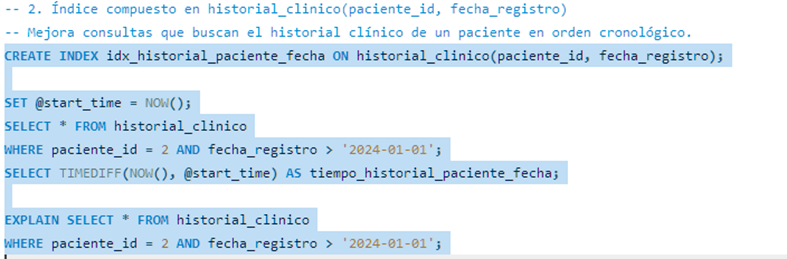 -- 2. Índice compuesto en historial_clinico(paciente_id, fecha_registro)
-- Mejora consultas que buscan el historial clínico de un paciente en orden cronológico.
CREATE INDEX idx_historial_paciente_fecha ON historial_clinico(paciente_id, fecha_registro);
SET @start_time = NOW();
SELECT * FROM historial_clinico
WHERE paciente_id = 2 AND fecha_registro > '2024-01-01';
SELECT TIMEDIFF(NOW(), @start_time) AS tiempo_historial_paciente_fecha;
EXPLAIN SELECT * FROM historial_clinico
WHERE paciente_id = 2 AND fecha_registro > '2024-01-01';